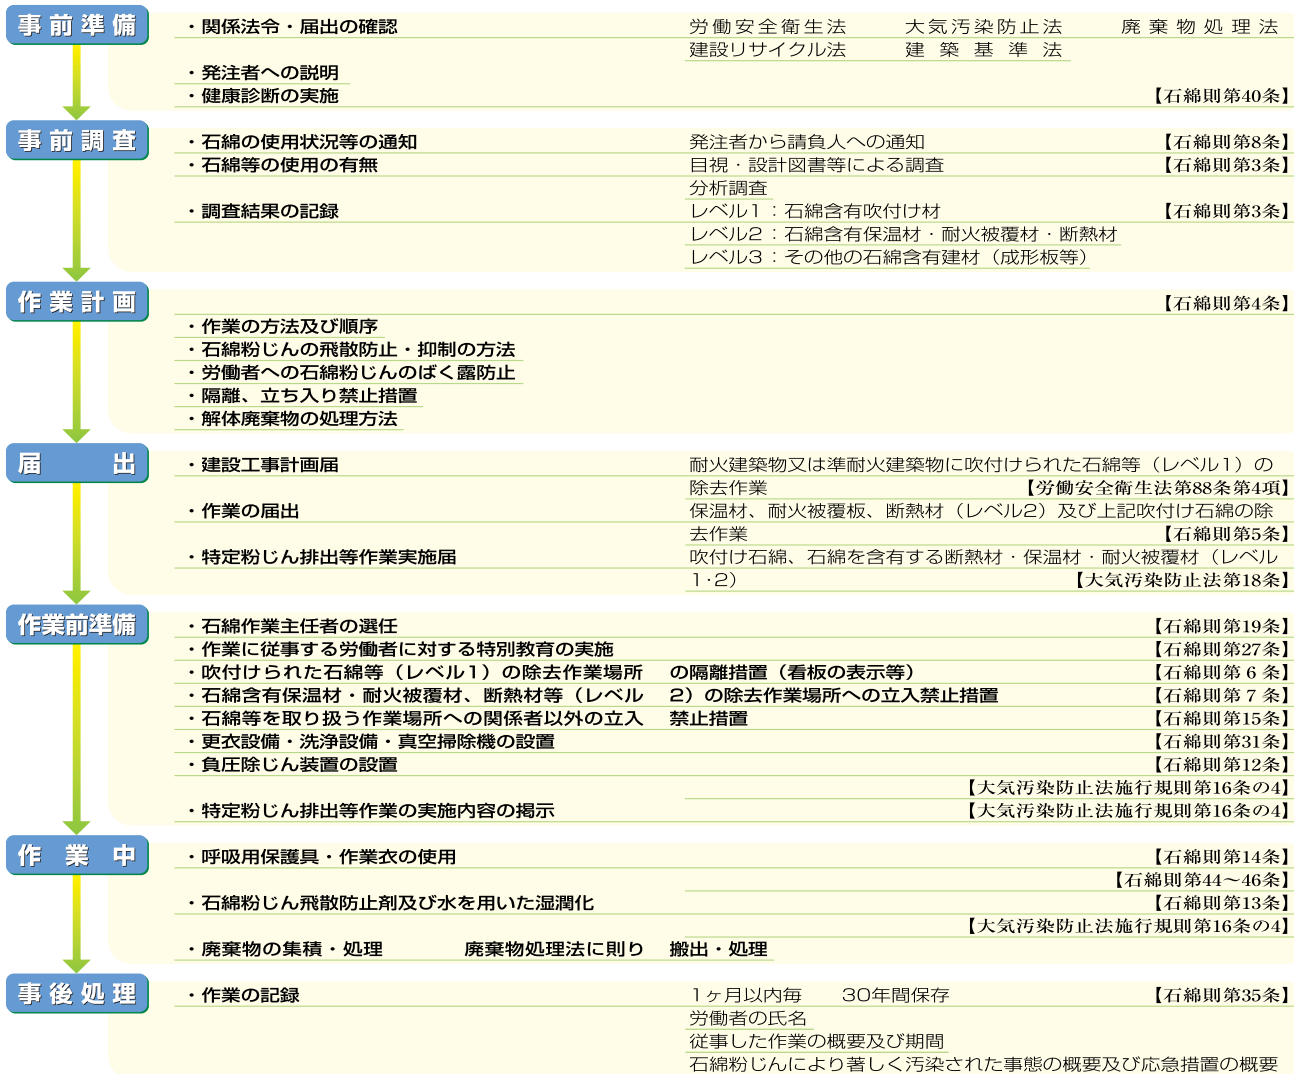 事前準備
・関係法令・届出の確認 労働安全衛生法 大気汚染防止法 廃棄物処理法
建設リサイクル法 建築基準法
・発注者への説明
・健康診断の実施 【石綿則第40条】
事前調査
・石綿の使用状況等の通知 発注者から請負人への通知 【石綿則第8条】
・石綿等の使用の有無 目視・設計図書等による調査 【石綿則第3条】
分析調査
・調査結果の記録 レベル1：石綿含有吹付け材 【石綿則第3条】
レベル2：石綿含有保温材・耐火被覆材・断熱材
レベル3：その他の石綿含有建材（成形板等）
作業計画 【石綿則第4条】
・作業の方法及び順序
・石綿粉じんの飛散防止・抑制の方法
・労働者への石綿粉じんのばく露防止
・隔離、立ち入り禁止措置
・解体廃棄物の処理方法
届出
・建設工事計画届 耐火建築物又は準耐火建築物に吹付けられた石綿等（レベル1）の
除去作業 【労働安全衛生法第88条第4項】
・作業の届出 保温材、耐火被覆板、断熱材（レベル2）及び上記吹付け石綿の除
去作業 【石綿則第5条】
・特定粉じん排出等作業実施届 吹付け石綿、石綿を含有する断熱材・保温材・耐火被覆材（レベル
1･2） 【大気汚染防止法第18条】
作業前準備
・石綿作業主任者の選任 【石綿則第19条】
・作業に従事する労働者に対する特別教育の実施 【石綿則第27条】
・吹付けられた石綿等（レベル1）の除去作業場所 の隔離措置（看板の表示等） 【石綿則第 6 条】
・石綿含有保温材・耐火被覆材、断熱材等（レベル 2）の除去作業場所への立入禁止措置 【石綿則第 7 条】
・石綿等を取り扱う作業場所への関係者以外の立入 禁止措置 【石綿則第15条】
・更衣設備・洗浄設備・真空掃除機の設置 【石綿則第31条】
・負圧除じん装置の設置 【石綿則第12条】
【大気汚染防止法施行規則第16条の4】
・特定粉じん排出等作業の実施内容の掲示 【大気汚染防止法施行規則第16条の4】
作業中
・呼吸用保護具・作業衣の使用 【石綿則第14条】
【石綿則第44～46条】
・石綿粉じん飛散防止剤及び水を用いた湿潤化 【石綿則第13条】
【大気汚染防止法施行規則第16条の4】
・廃棄物の集積・処理 廃棄物処理法に則り 搬出・処理
事後処理
・作業の記録 1ヶ月以内毎 30年間保存 【石綿則第35条】
労働者の氏名
従事した作業の概要及び期間
石綿粉じんにより著しく汚染された事態の概要及び応急措置の概要